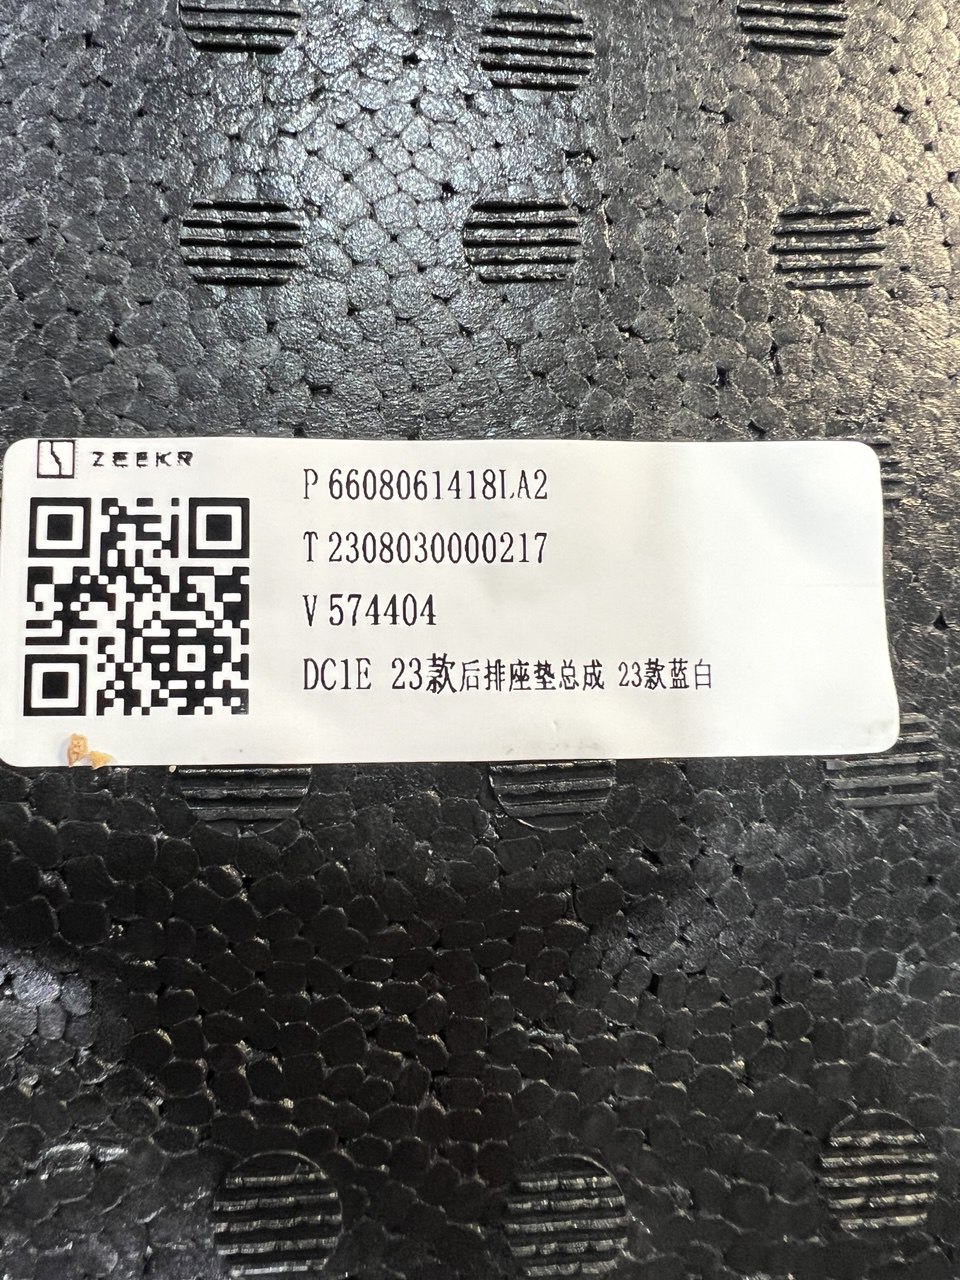 ZEEKR
P 6608061418LA2
T 2308030000217
V 574404
DC1E 23款后排座垫总成 23款蓝白